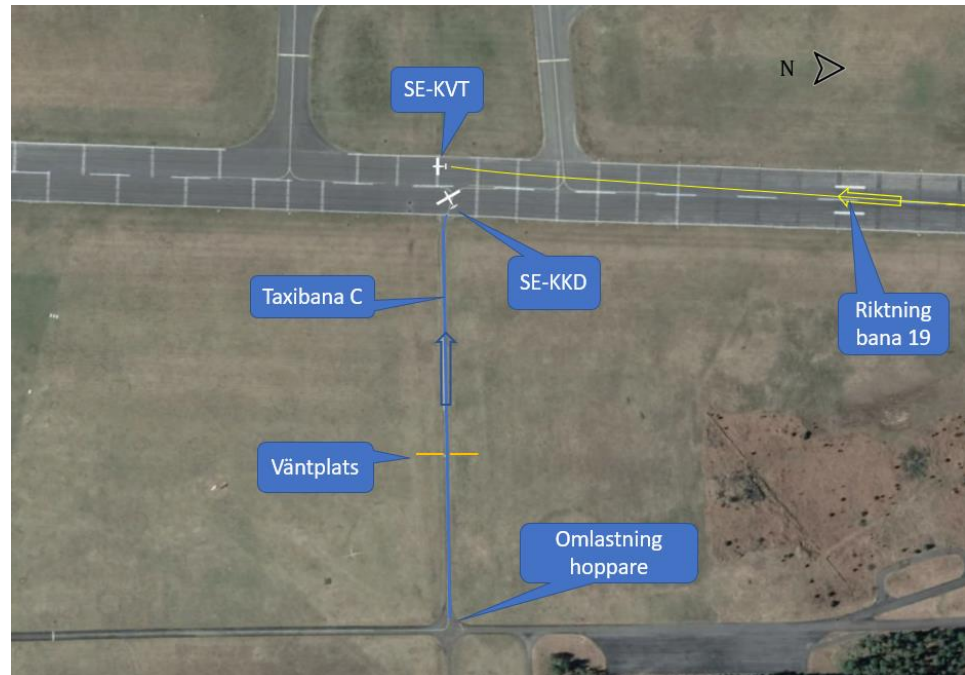 N
SE-KVT
SE-KKD
Taxibana C
Riktning
bana 19
Väntplats
Omlastning
hoppare